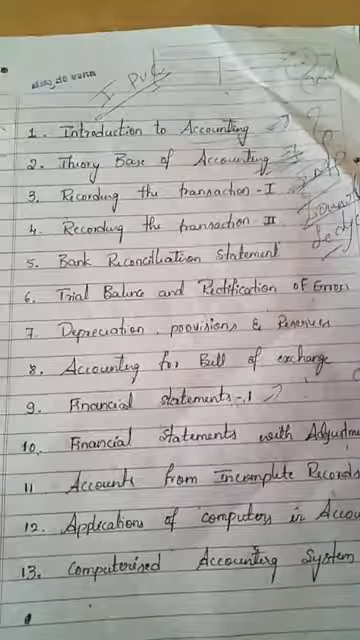 I PUC
1. Introduction to Accounting
2. Theory Base of Accounting
3. Recording the transaction - I
4. Recording the transaction II
5. Bank Reconciliation Statement
6. Trial Balance and Rectification of Errors
7. Depreciation, provisions & Reserves
8. Accounting for Bill of exchange
9. Financial statements - 1
10. Financial Statements with Adjustme
11 Accounts from Incomplete Records
12. Applications of computers in Accou
13. Computerised Accounting System